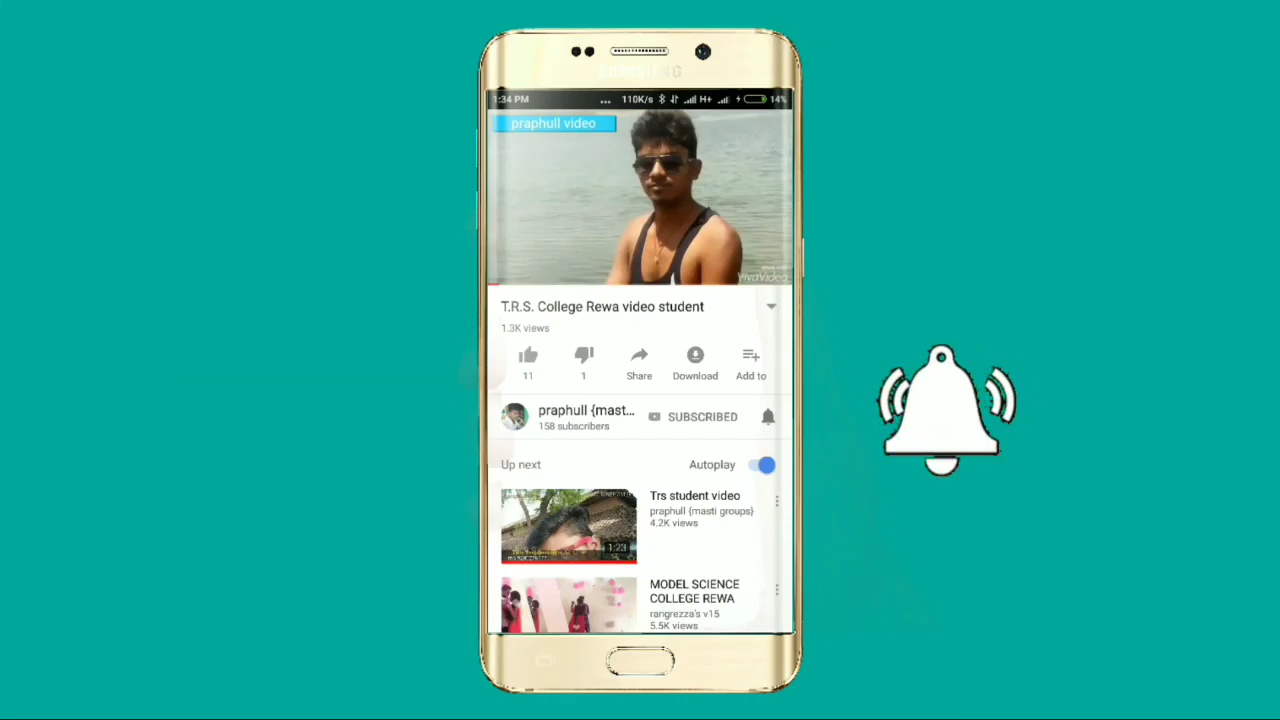 SAMSUNG
1:34 PM ... 110K/s H+ 14%
praphull video
VivaVideo
T.R.S. College Rewa video student
1.3K views
11 1 Share Download Add to
praphull {mast... SUBSCRIBED
158 subscribers
Up next Autoplay
Trs student video
praphull {masti groups}
4.2K views
1:23
MODEL SCIENCE
COLLEGE REWA
rangrezza's v15
5.5K views